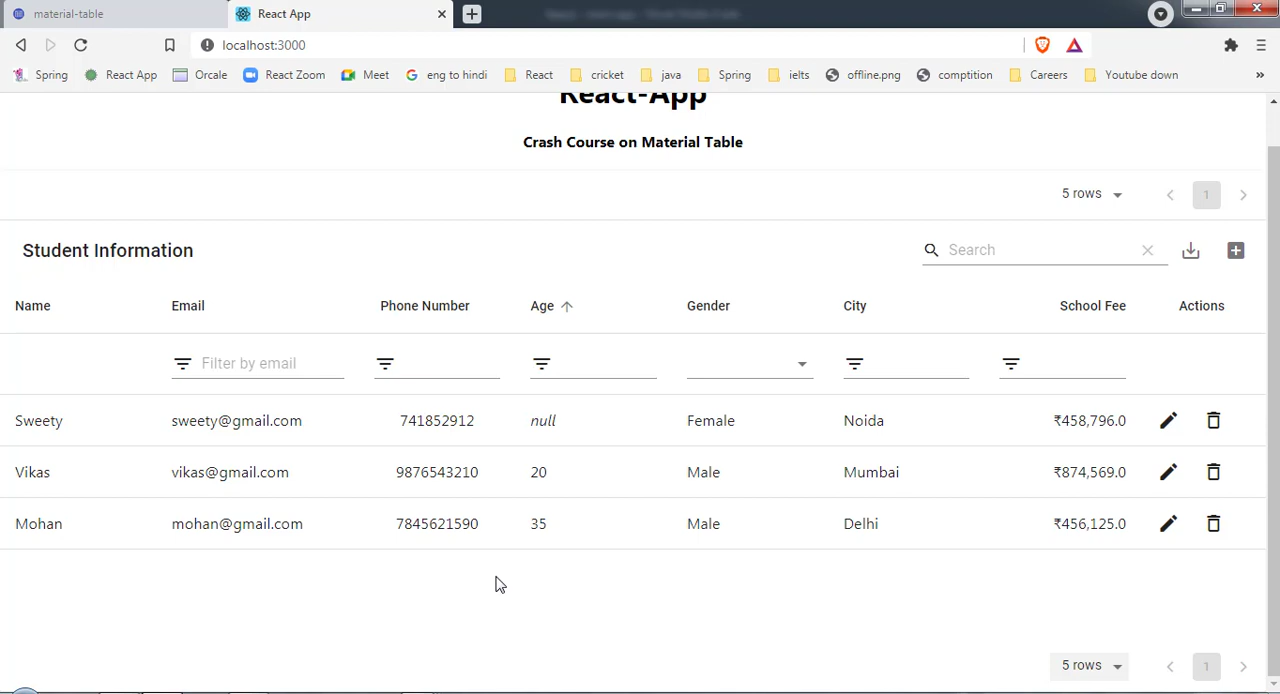 material-table
React App
localhost:3000
Spring
React App
Orcale
React Zoom
Meet
eng to hindi
React
cricket
java
Spring
ielts
offline.png
comptition
Careers
Youtube down
»
React-App
Crash Course on Material Table
5 rows 1
Student Information
Search
Name Email Phone Number Age Gender City School Fee Actions
Filter by email
Sweety sweety@gmail.com 741852912 null Female Noida ₹458,796.0
Vikas vikas@gmail.com 9876543210 20 Male Mumbai ₹874,569.0
Mohan mohan@gmail.com 7845621590 35 Male Delhi ₹456,125.0
5 rows 1